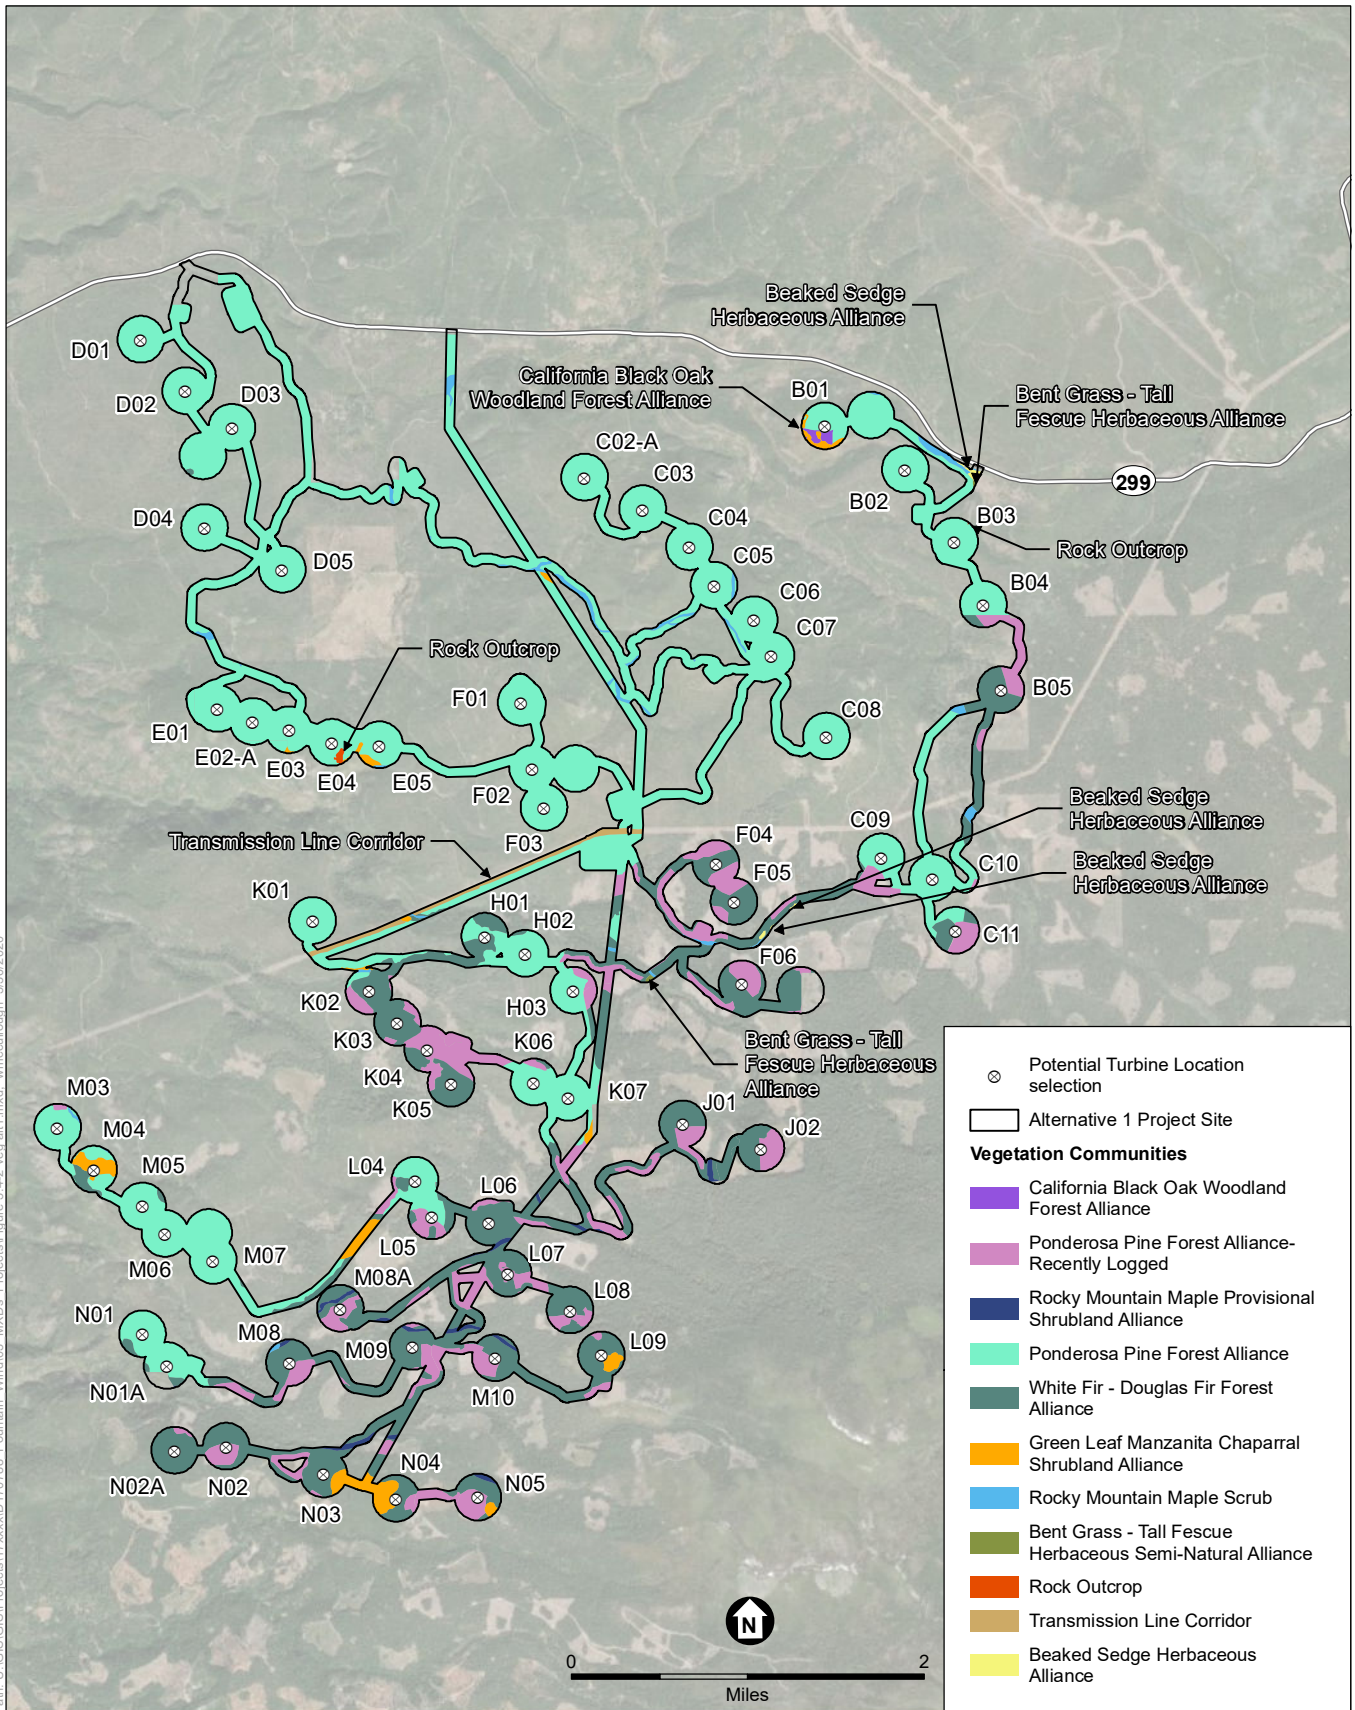 Beaked Sedge
Herbaceous Alliance
California Black Oak
Woodland Forest Alliance
Bent Grass - Tall
Fescue Herbaceous Alliance
299
Rock Outcrop
Rock Outcrop
Transmission Line Corridor
Beaked Sedge
Herbaceous Alliance
Beaked Sedge
Herbaceous Alliance
Bent Grass - Tall
Fescue Herbaceous
Alliance
D01
D02
D03
D04
D05
B01
B02
B03
B04
B05
C02-A
C03
C04
C05
C06
C07
C08
C09
C10
C11
E01
E02-A
E03
E04
E05
F01
F02
F03
F04
F05
F06
H01
H02
H03
K01
K02
K03
K04
K05
K06
K07
J01
J02
L04
L05
L06
L07
L08
L09
M03
M04
M05
M06
M07
M08A
M08
M09
M10
N01
N01A
N02A
N02
N03
N04
N05
N
0 2
Miles
Potential Turbine Location
selection
Alternative 1 Project Site
Vegetation Communities
California Black Oak Woodland
Forest Alliance
Ponderosa Pine Forest Alliance-
Recently Logged
Rocky Mountain Maple Provisional
Shrubland Alliance
Ponderosa Pine Forest Alliance
White Fir - Douglas Fir Forest
Alliance
Green Leaf Manzanita Chaparral
Shrubland Alliance
Rocky Mountain Maple Scrub
Bent Grass - Tall Fescue
Herbaceous Semi-Natural Alliance
Rock Outcrop
Transmission Line Corridor
Beaked Sedge Herbaceous
Alliance